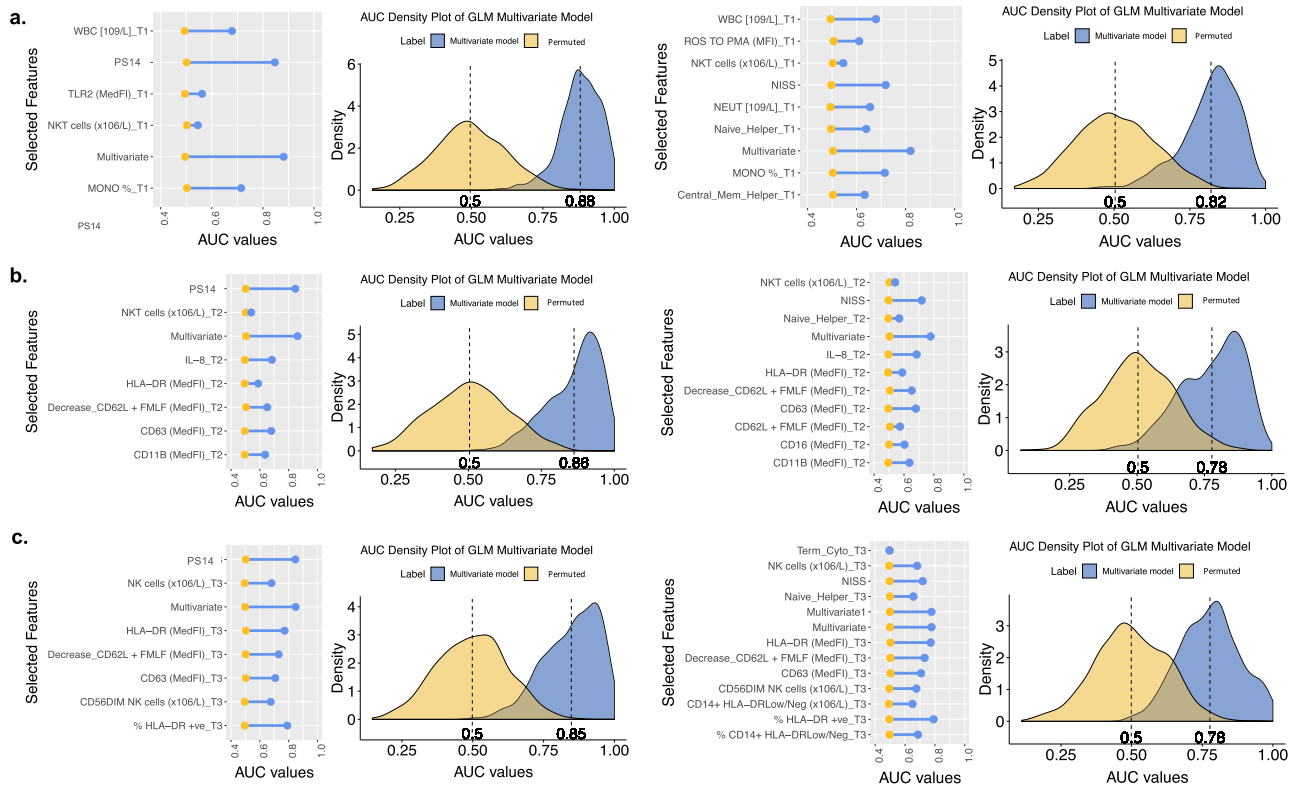 a.
Selected Features
WBC [109/L]_T1
PS14
TLR2 (MedFI)_T1
NKT cells (x106/L)_T1
Multivariate
MONO %_T1
PS14
0.4
0.6
0.8
1.0
AUC values
AUC Density Plot of GLM Multivariate Model
Label Multivariate model Permuted
Density
6
4
2
0
0.5
0.88
0.25 0.50 0.75 1.00
AUC values
Selected Features
WBC [109/L]_T1
ROS TO PMA (MFI)_T1
NKT cells (x106/L)_T1
NISS
NEUT [109/L]_T1
Naive_Helper_T1
Multivariate
MONO %_T1
Central_Mem_Helper_T1
0.4
0.6
0.8
1.0
AUC values
AUC Density Plot of GLM Multivariate Model
Label Multivariate model Permuted
Density
5
4
3
2
1
0
0.5
0.82
0.25 0.50 0.75 1.00
AUC values
b.
Selected Features
PS14
NKT cells (x106/L)_T2
Multivariate
IL–8_T2
HLA–DR (MedFI)_T2
Decrease_CD62L + FMLF (MedFI)_T2
CD63 (MedFI)_T2
CD11B (MedFI)_T2
0.4
0.6
0.8
1.0
AUC values
AUC Density Plot of GLM Multivariate Model
Label Multivariate model Permuted
Density
5
4
3
2
1
0
0.5
0.86
0.25 0.50 0.75 1.00
AUC values
Selected Features
NKT cells (x106/L)_T2
NISS
Naive_Helper_T2
Multivariate
IL–8_T2
HLA–DR (MedFI)_T2
Decrease_CD62L + FMLF (MedFI)_T2
CD63 (MedFI)_T2
CD62L + FMLF (MedFI)_T2
CD16 (MedFI)_T2
CD11B (MedFI)_T2
0.4
0.6
0.8
1.0
AUC values
AUC Density Plot of GLM Multivariate Model
Label Multivariate model Permuted
Density
3
2
1
0
0.5
0.78
0.25 0.50 0.75 1.00
AUC values
c.
Selected Features
PS14
NK cells (x106/L)_T3
Multivariate
HLA–DR (MedFI)_T3
Decrease_CD62L + FMLF (MedFI)_T3
CD63 (MedFI)_T3
CD56DIM NK cells (x106/L)_T3
% HLA–DR +ve_T3
0.4
0.6
0.8
1.0
AUC values
AUC Density Plot of GLM Multivariate Model
Label Multivariate model Permuted
Density
4
3
2
1
0
0.5
0.85
0.25 0.50 0.75 1.00
AUC values
Selected Features
Term_Cyto_T3
NK cells (x106/L)_T3
NISS
Naive_Helper_T3
Multivariate1
Multivariate
HLA–DR (MedFI)_T3
Decrease_CD62L + FMLF (MedFI)_T3
CD63 (MedFI)_T3
CD56DIM NK cells (x106/L)_T3
CD14+ HLA–DRLow/Neg (x106/L)_T3
% HLA–DR +ve_T3
% CD14+ HLA–DRLow/Neg_T3
0.4
0.6
0.8
1.0
AUC values
AUC Density Plot of GLM Multivariate Model
Label Multivariate model Permuted
Density
3
2
1
0
0.5
0.78
0.25 0.50 0.75 1.00
AUC values